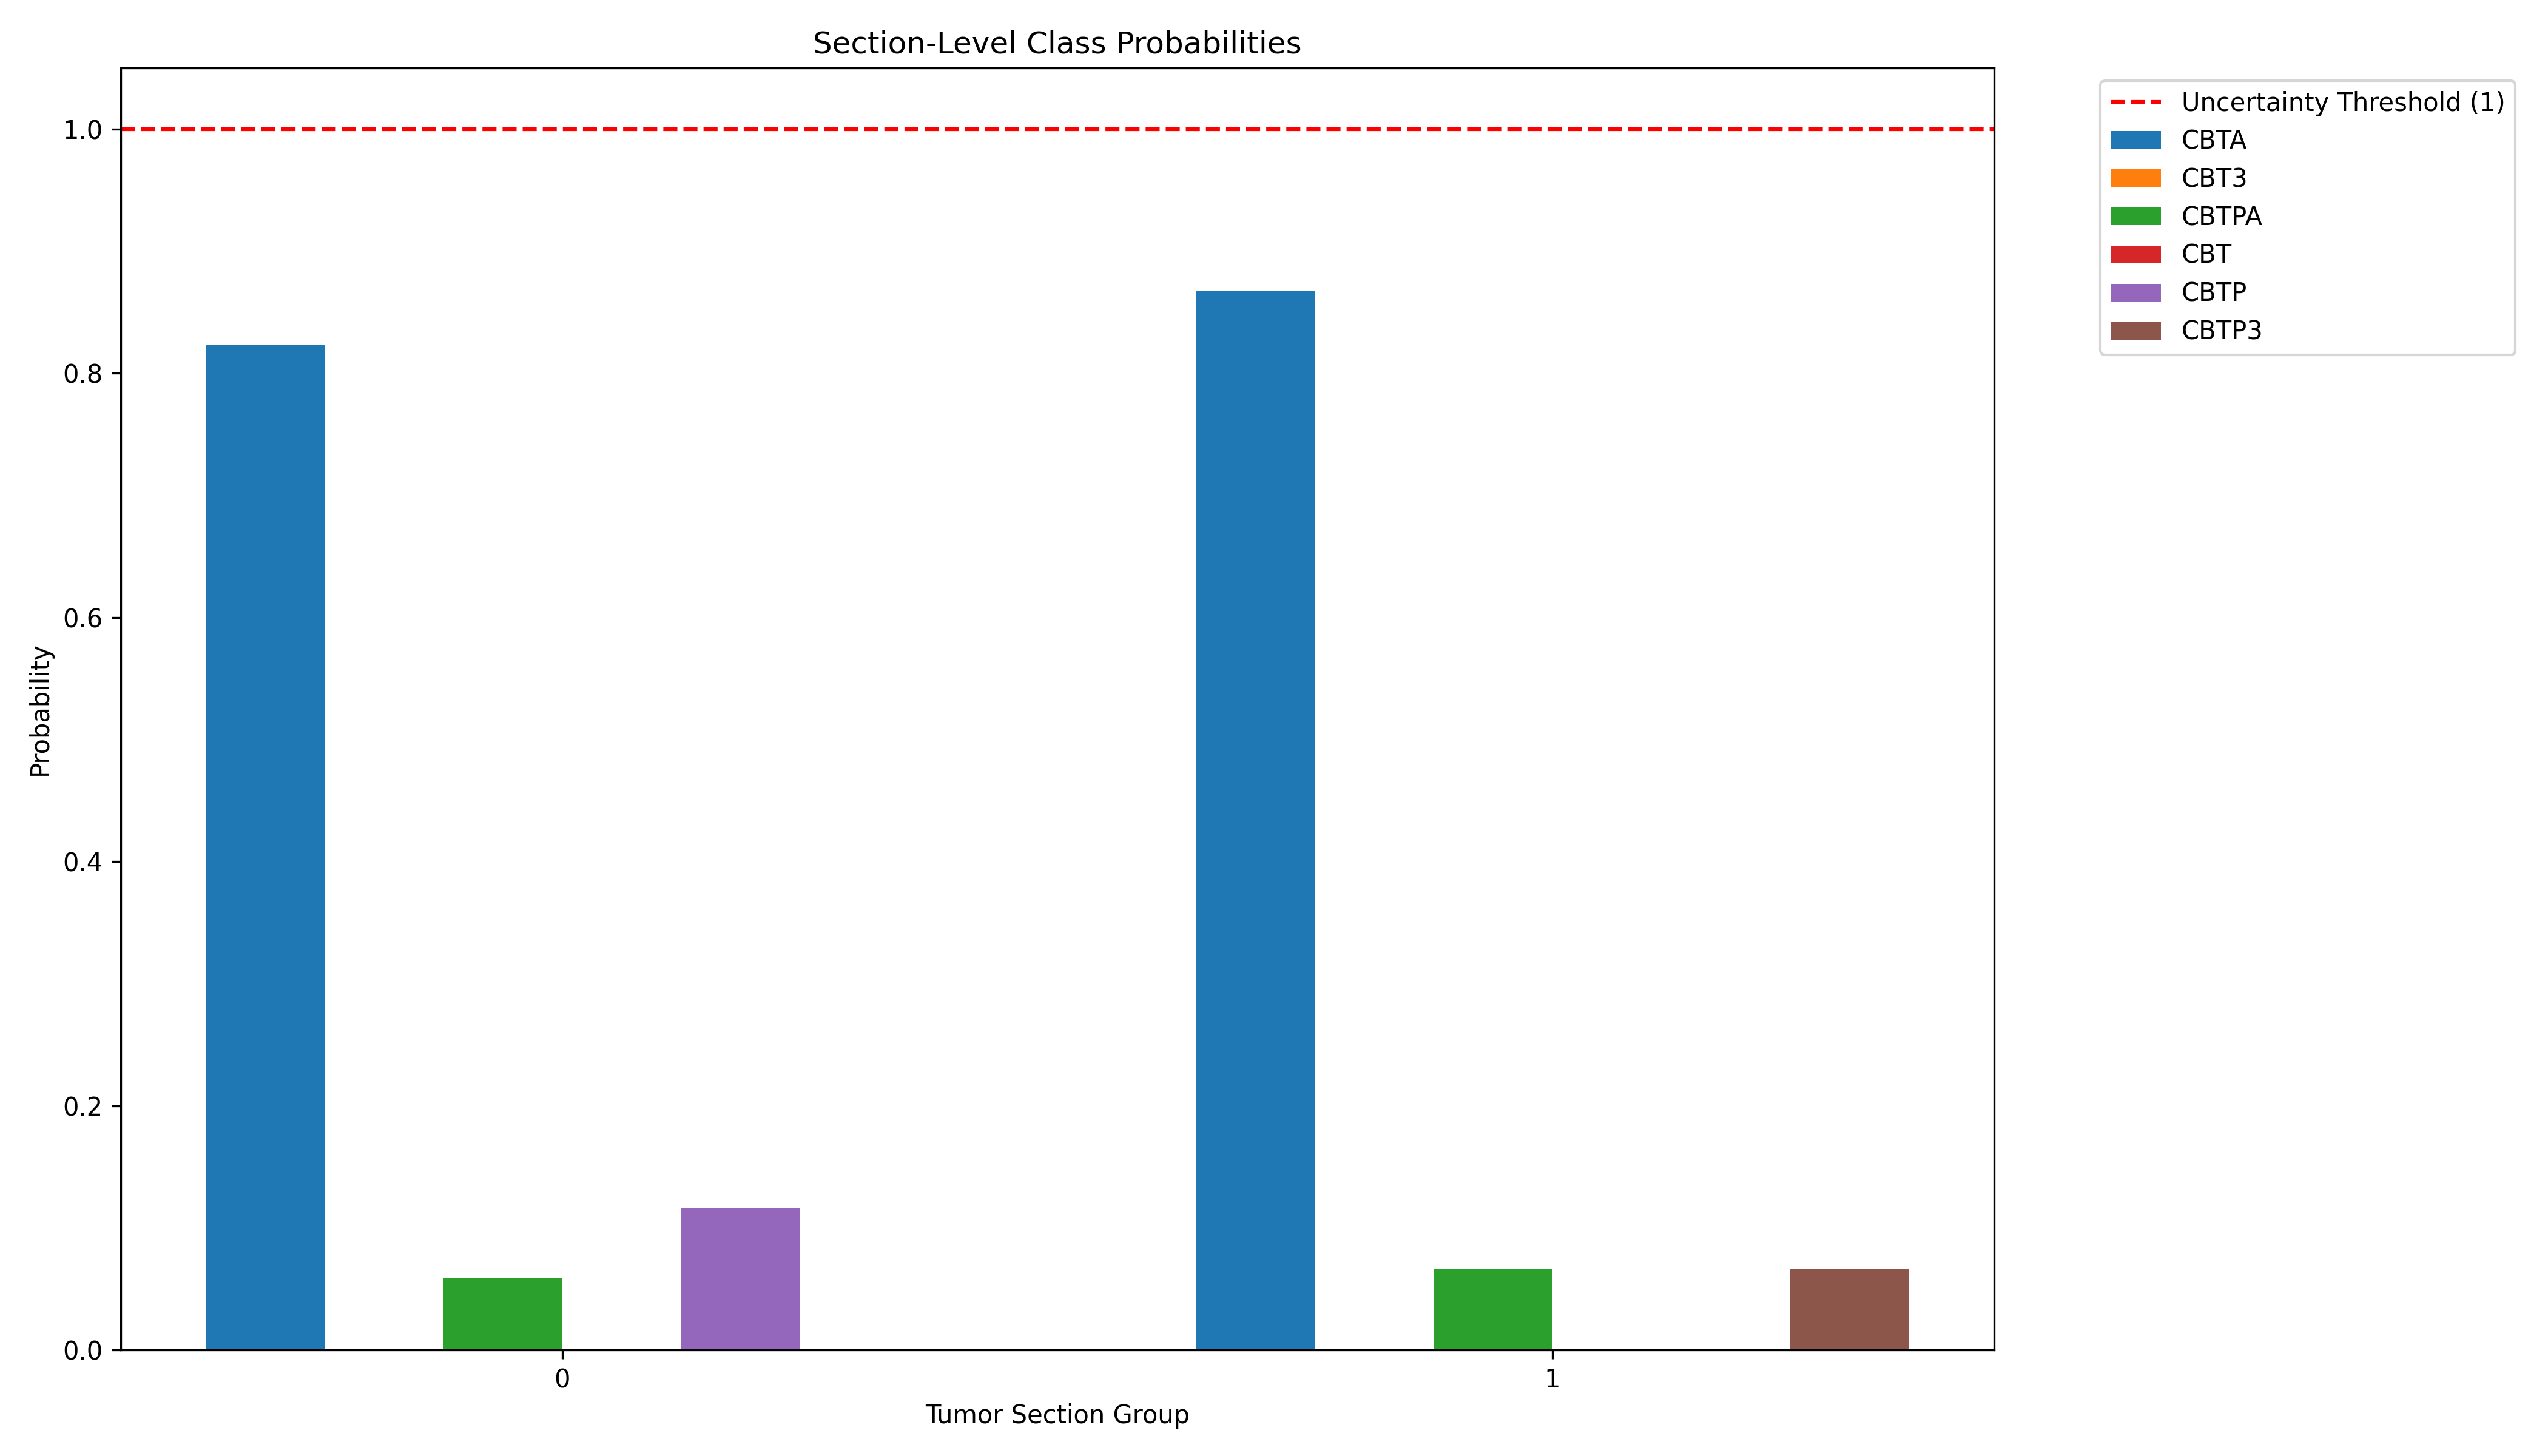 Section-Level Class Probabilities
1.0
0.8
0.6
0.4
0.2
0.0
Probability
0
1
Tumor Section Group
Uncertainty Threshold (1)
CBTA
CBT3
CBTPA
CBT
CBTP
CBTP3